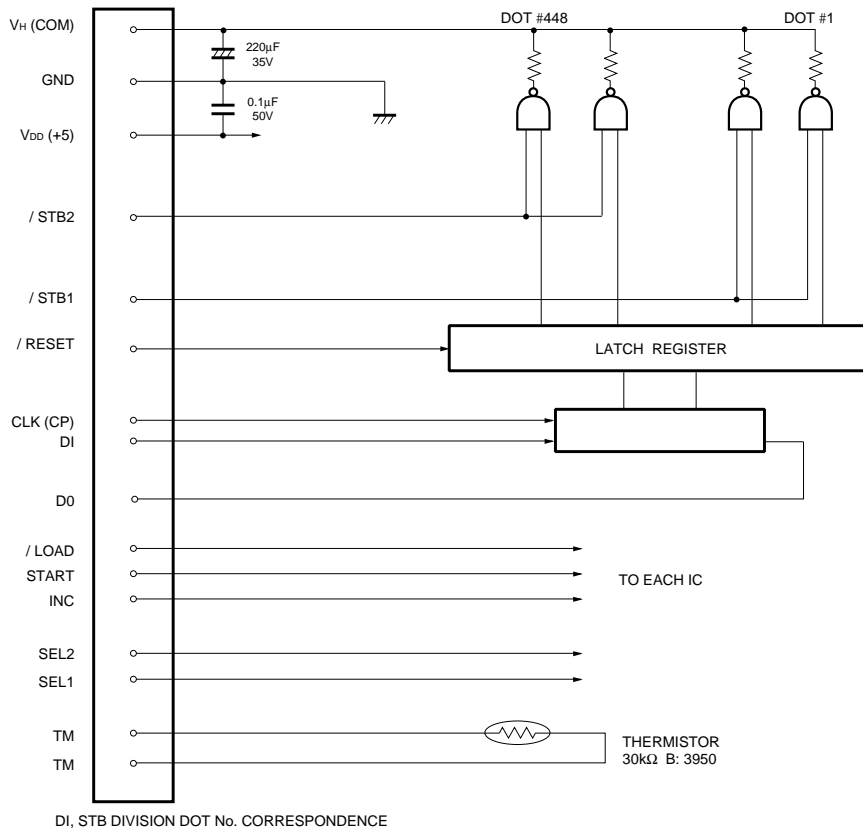 VH (COM)
DOT #448
DOT #1
220µF
35V
GND
0.1µF
50V
VDD (+5)
/ STB2
/ STB1
/ RESET
LATCH REGISTER
CLK (CP)
DI
D0
/ LOAD
START
TO EACH IC
INC
SEL2
SEL1
TM
THERMISTOR
30kΩ B: 3950
TM
DI, STB DIVISION DOT No. CORRESPONDENCE